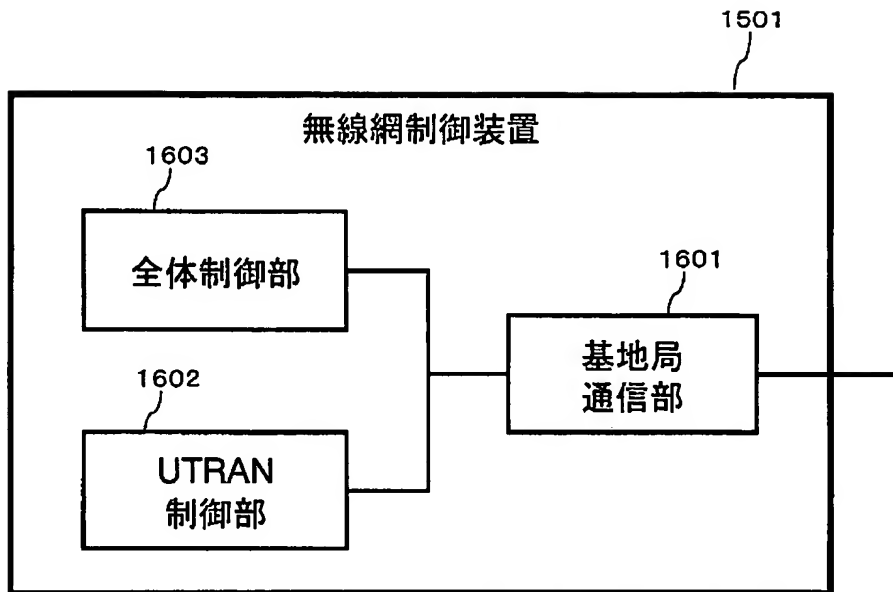 1501
無線網制御装置
1603
全体制御部
1601
基地局
通信部
1602
UTRAN
制御部